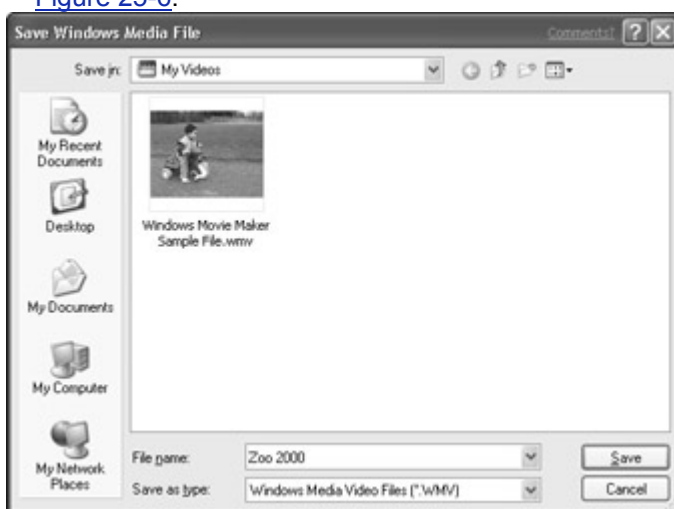 Figure 25-6.
Save Windows Media File
Comments!
Save in:
My Videos
My Recent
Documents
Desktop
My Documents
My Computer
My Network
Places
Windows Movie Maker
Sample File.wmv
File name:
Zoo 2000
Save
Save as type:
Windows Media Video Files (*.WMV)
Cancel